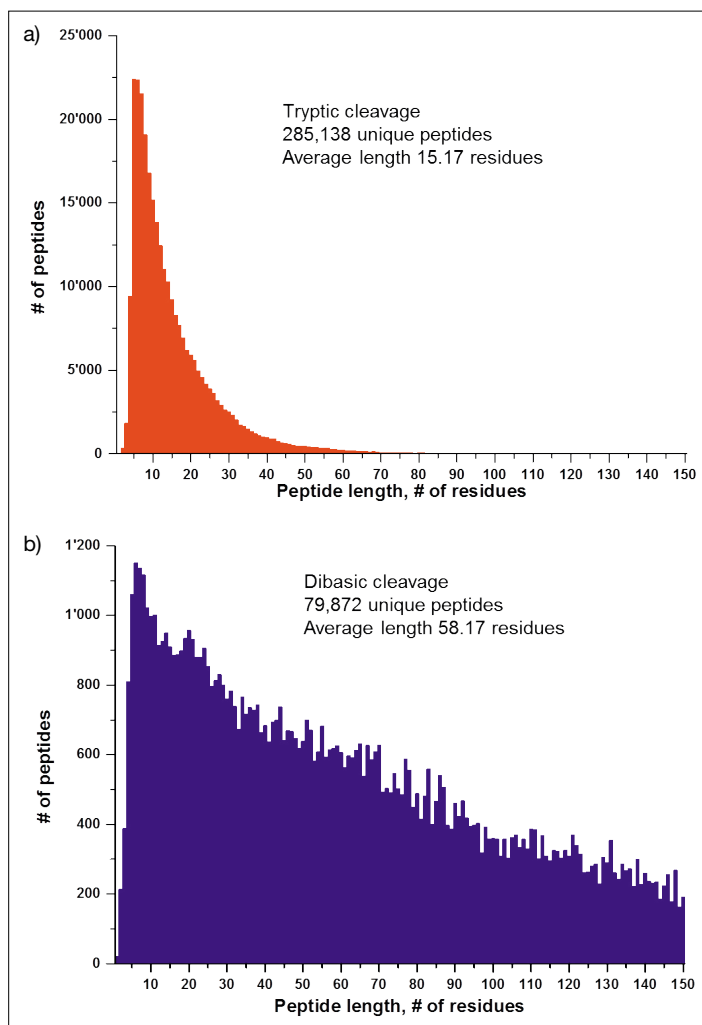 a)
25'000
20'000
15'000
10'000
5'000
0
# of peptides
Tryptic cleavage
285,138 unique peptides
Average length 15.17 residues
10 20 30 40 50 60 70 80 90 100 110 120 130 140 150
Peptide length, # of residues
b)
1'200
1'000
800
600
400
200
0
# of peptides
Dibasic cleavage
79,872 unique peptides
Average length 58.17 residues
10 20 30 40 50 60 70 80 90 100 110 120 130 140 150
Peptide length, # of residues